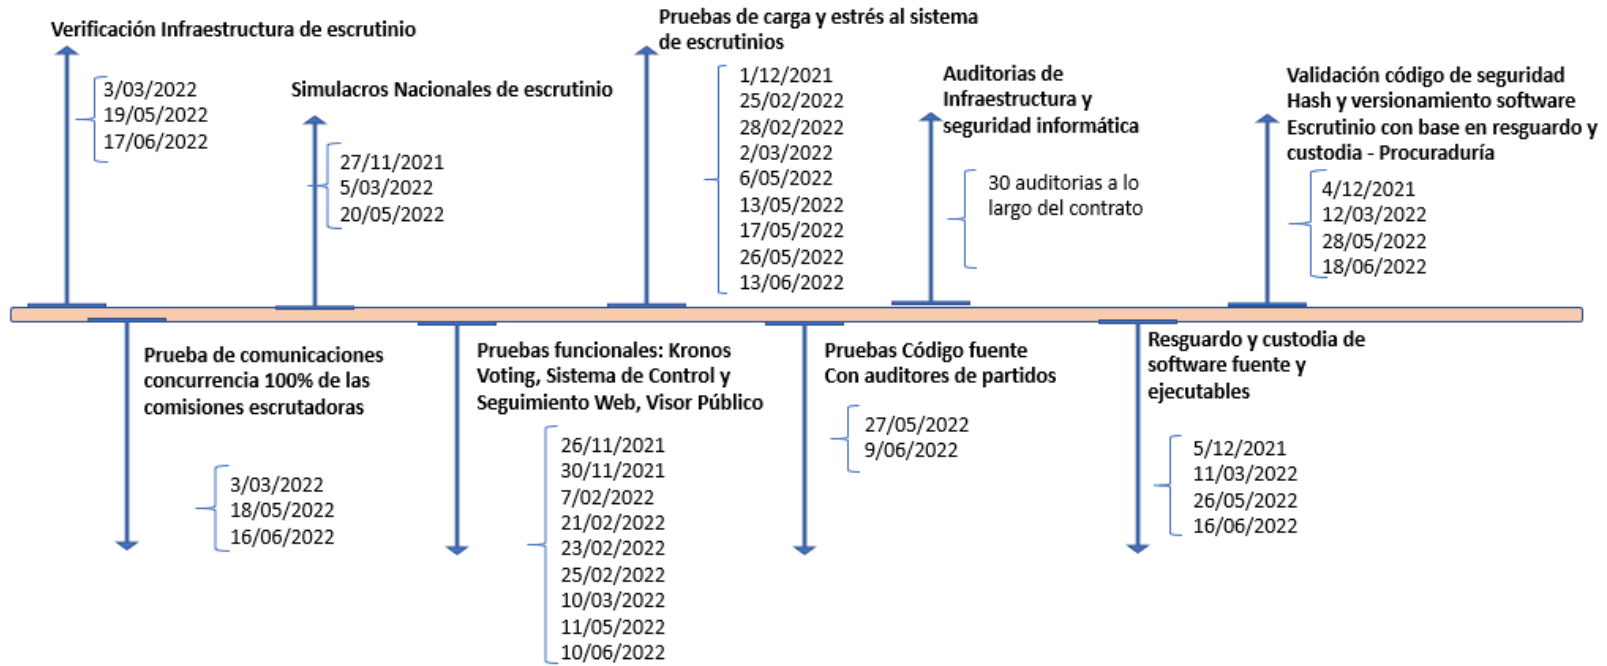 Verificación Infraestructura de escrutinio
3/03/2022
19/05/2022
17/06/2022
Simulacros Nacionales de escrutinio
27/11/2021
5/03/2022
20/05/2022
Pruebas de carga y estrés al sistema
de escrutinios
1/12/2021
25/02/2022
28/02/2022
2/03/2022
6/05/2022
13/05/2022
17/05/2022
26/05/2022
13/06/2022
Auditorias de
Infraestructura y
seguridad informática
30 auditorias a lo
largo del contrato
Validación código de seguridad
Hash y versionamiento software
Escrutinio con base en resguardo y
custodia - Procuraduría
4/12/2021
12/03/2022
28/05/2022
18/06/2022
Prueba de comunicaciones
concurrencia 100% de las
comisiones escrutadoras
3/03/2022
18/05/2022
16/06/2022
Pruebas funcionales: Kronos
Voting, Sistema de Control y
Seguimiento Web, Visor Público
26/11/2021
30/11/2021
7/02/2022
21/02/2022
23/02/2022
25/02/2022
10/03/2022
11/05/2022
10/06/2022
Pruebas Código fuente
Con auditores de partidos
27/05/2022
9/06/2022
Resguardo y custodia de
software fuente y
ejecutables
5/12/2021
11/03/2022
26/05/2022
16/06/2022